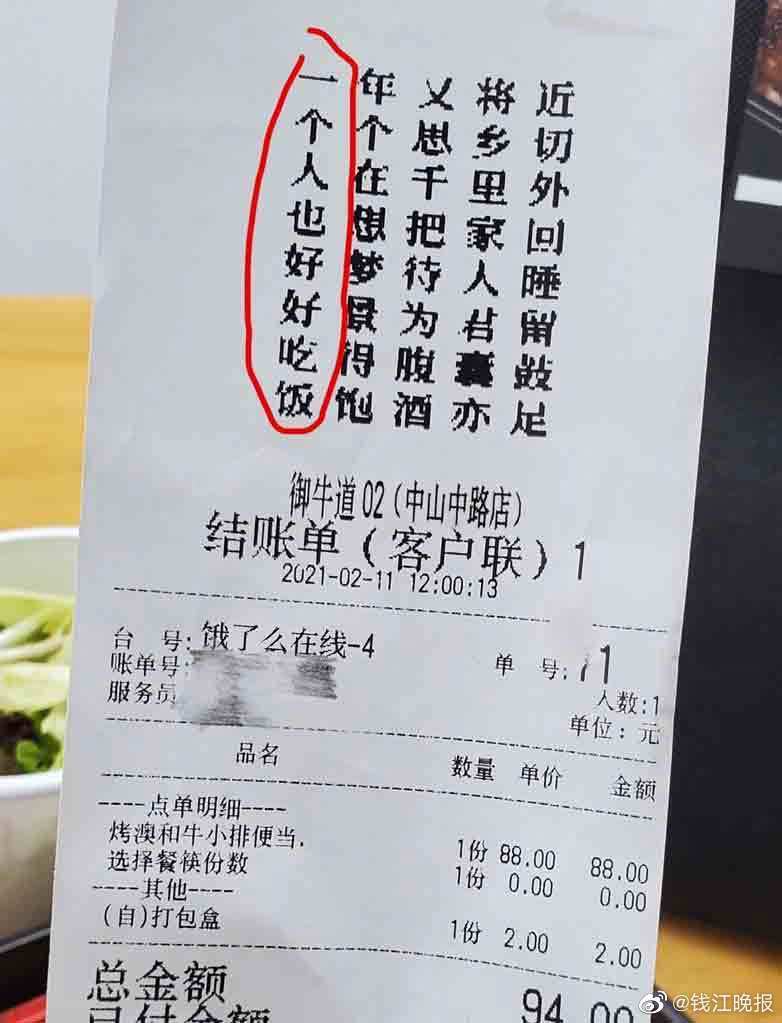 一年又将近
个个思乡切
人在千里外
也想把家回
好梦待人睡
好景为君留
吃得腹囊鼓
饭饱酒亦足
御牛道02(中山中路店)
结账单(客户联)1
2021-02-11 12:00:13
台 号:饿了么在线-4 单 号: 71
账单号: 人数:1
服务员 单位: 元
品名 数量 单价 金额
----点单明细----
烤澳和牛小排便当. 1份 88.00 88.00
选择餐筷份数 1份 0.00 0.00
----其他----
(自)打包盒 1份 2.00 2.00
总金额 94.00
已付金额
@钱江晚报